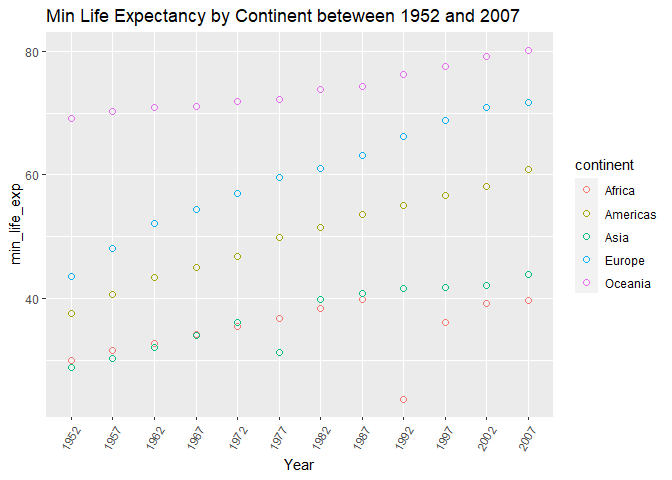 Min Life Expectancy by Continent beteween 1952 and 2007
80
60
40
min_life_exp
1952 1957 1962 1967 1972 1977 1982 1987 1992 1997 2002 2007
Year
continent
Africa
Americas
Asia
Europe
Oceania